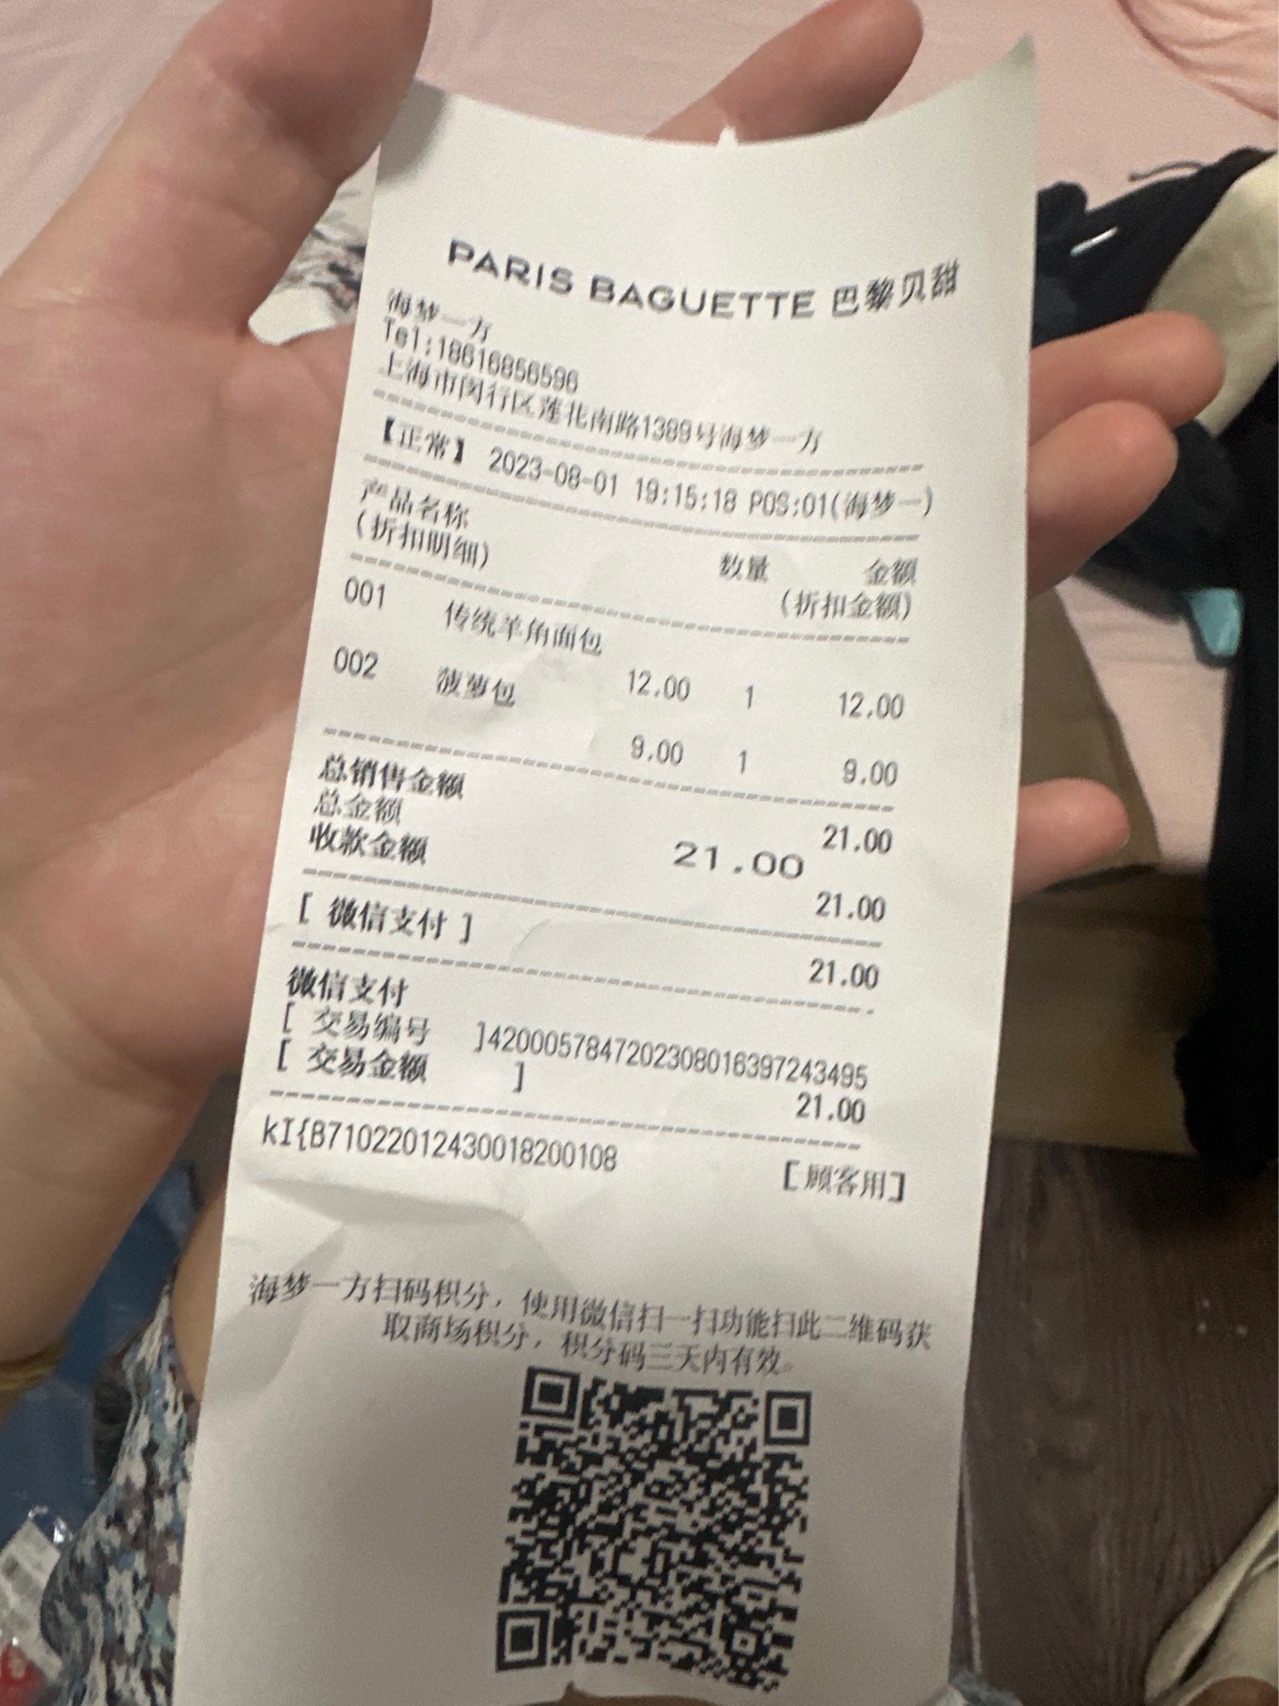 PARIS BAGUETTE 巴黎贝甜
海梦一方
Tel:18616856596
上海市闵行区莲花南路1389号海梦一方
【正常】 2023-08-01 19:15:18 POS:01(海梦一)
产品名称 数量 金额
(折扣明细) (折扣金额)
001 传统羊角面包
12.00 1 12.00
002 菠萝包
9.00 1 9.00
总销售金额 21.00
总金额 21.00
收款金额 21.00
[ 微信支付 ] 21.00
微信支付
[ 交易编号 ]4200057847202308016397243495
[ 交易金额 ] 21.00
kI{B71022012430018200108
[顾客用]
海梦一方扫码积分，使用微信扫一扫功能扫此二维码获
取商场积分，积分码三天内有效。